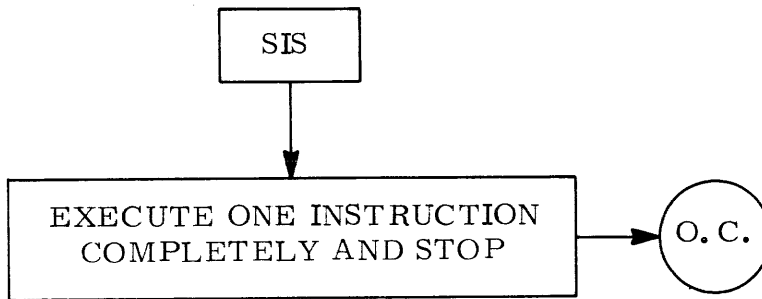 SIS
EXECUTE ONE INSTRUCTION
COMPLETELY AND STOP
O. C.